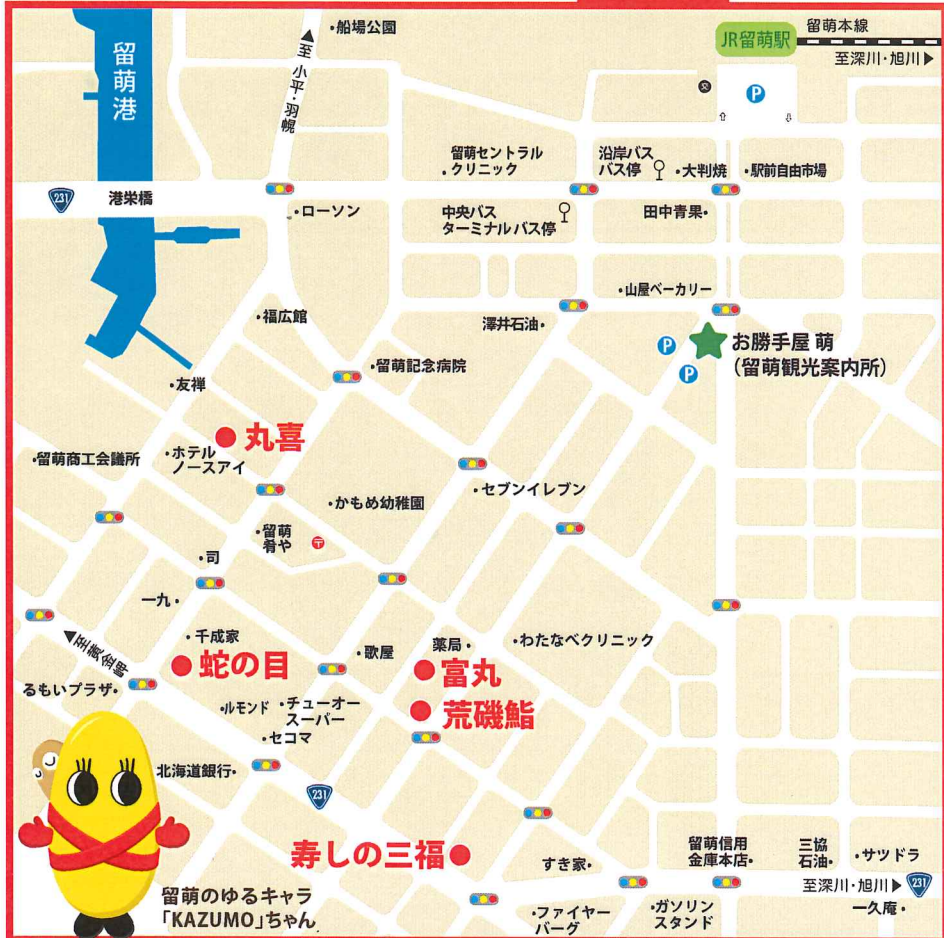 ・船場公園
JR留萌駅
留萌本線
至深川・旭川▶
留萌港
▲至 小平・羽幌
P
留萌セントラル
・クリニック
沿岸バス
バス停
・大判焼
・駅前自由市場
231
港栄橋
・ローソン
中央バス
ターミナルバス停
田中青果・
・山屋ベーカリー
・福広館
澤井石油・
お勝手屋 萌
(留萌観光案内所)
P
P
・留萌記念病院
・友禅
丸喜
・留萌商工会議所
・ホテル
ノースアイ
・セブンイレブン
・かもめ幼稚園
・留萌
肴や
〒
・司
一九・
・千成家
蛇の目
▲至黄金岬
るもいプラザ・
・歌屋
薬局・
・わたなべクリニック
富丸
荒磯鮨
・ルモンド
・チューオー
スーパー
・セコマ
北海道銀行・
231
寿しの三福
すき家・
留萌信用
金庫本店・
三協
石油・
・サツドラ
至深川・旭川▶
231
一久庵・
・ファイヤー
バーグ
・ガソリン
スタンド
留萌のゆるキャラ
「KAZUMO」ちゃん